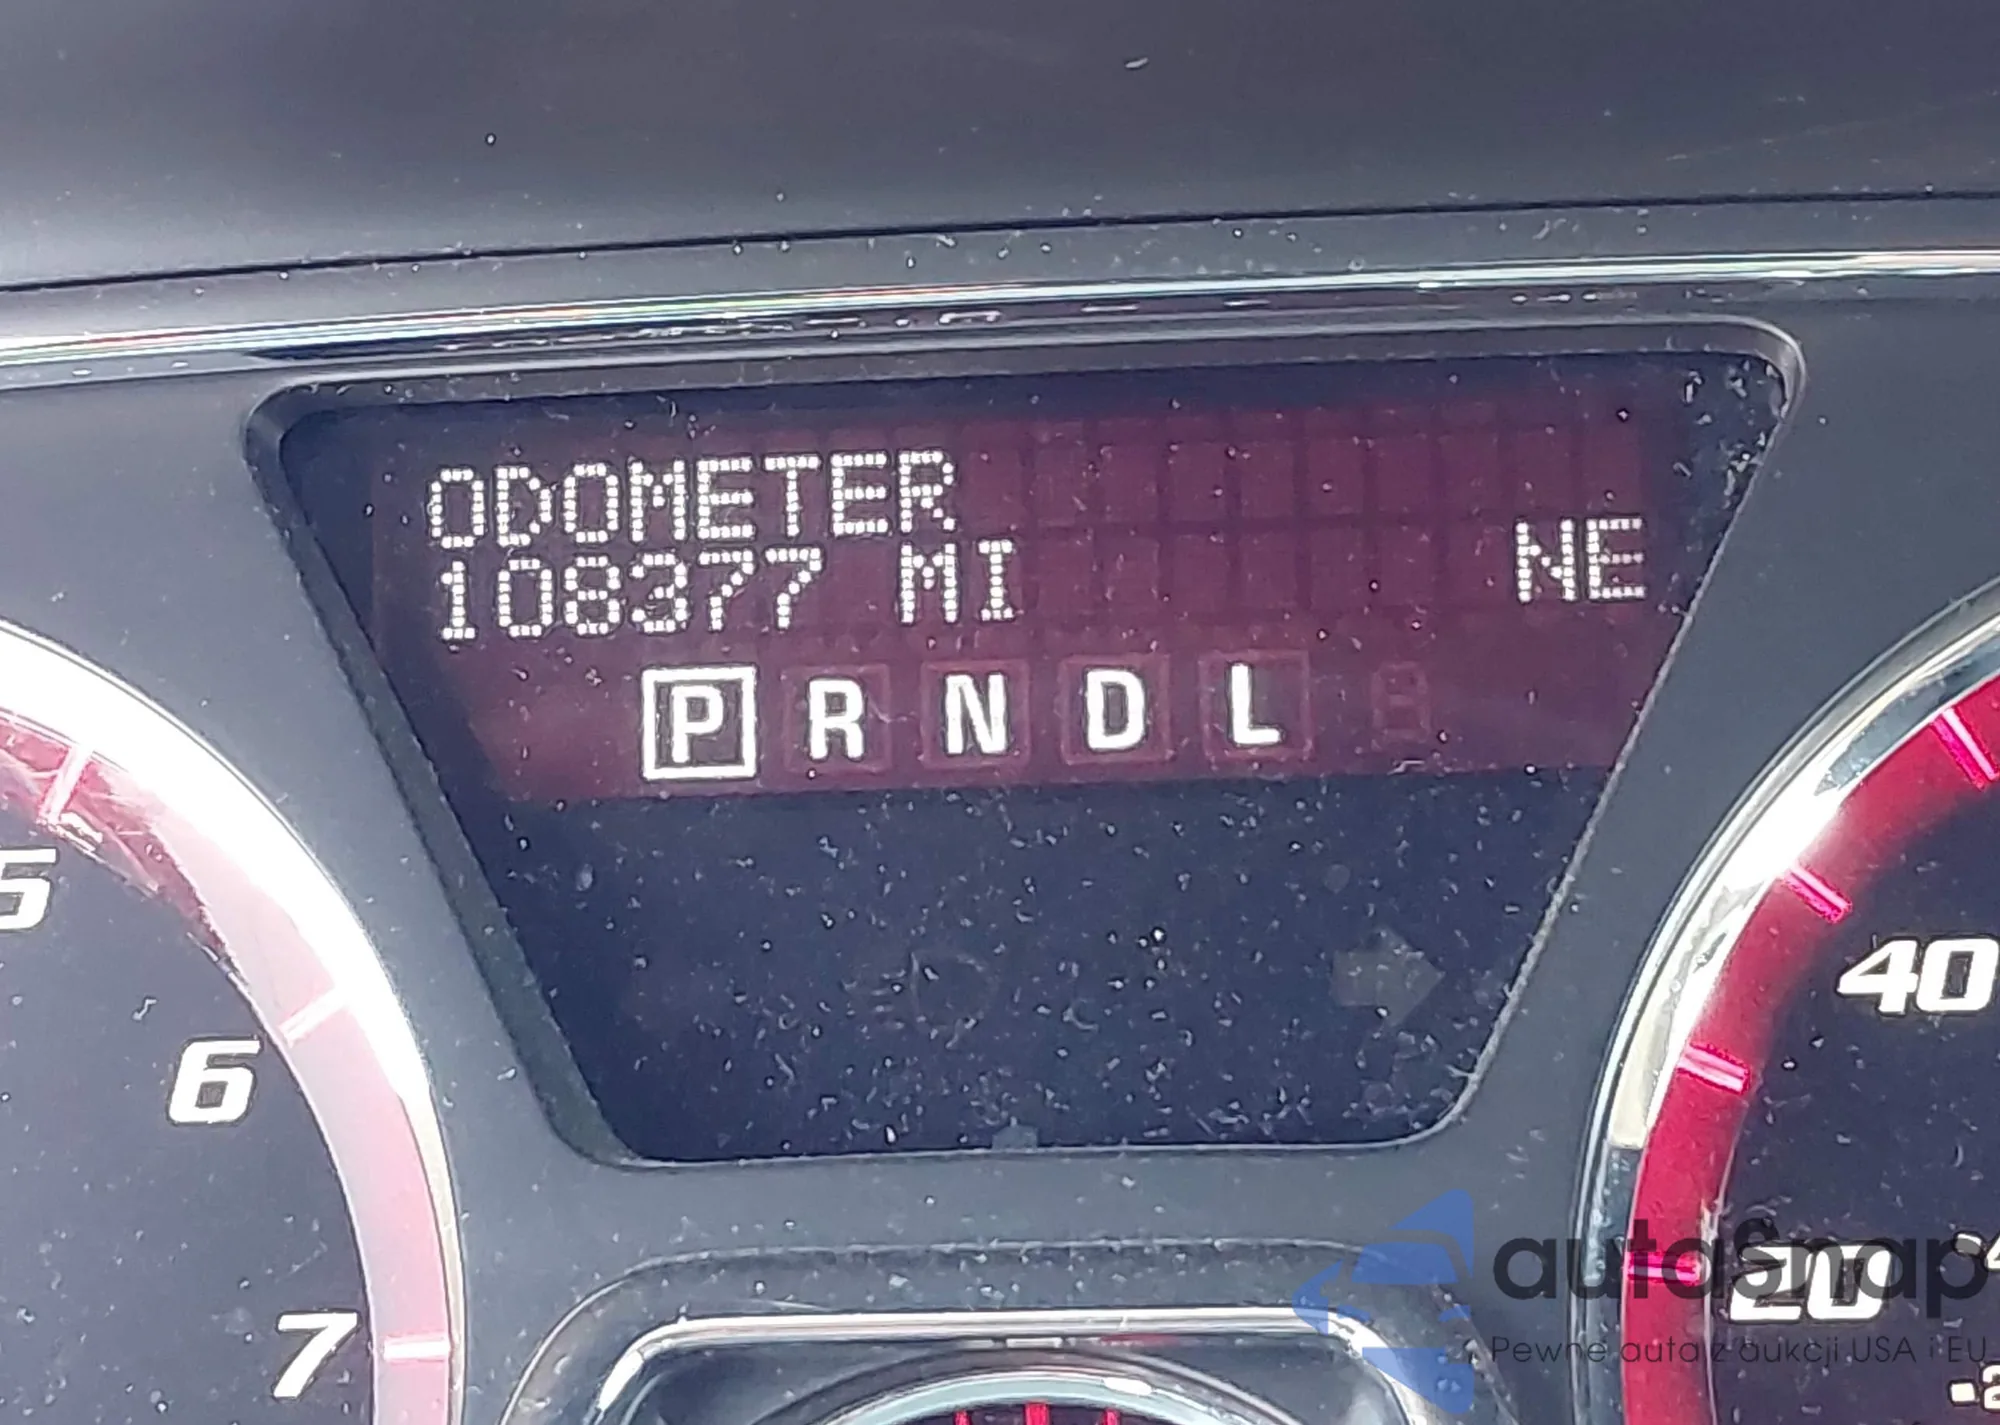 ODOMETER
108377 MI
NE
P R N D L
5
6
7
40
20
autoSnap
Pewne auta z aukcji USA i EU